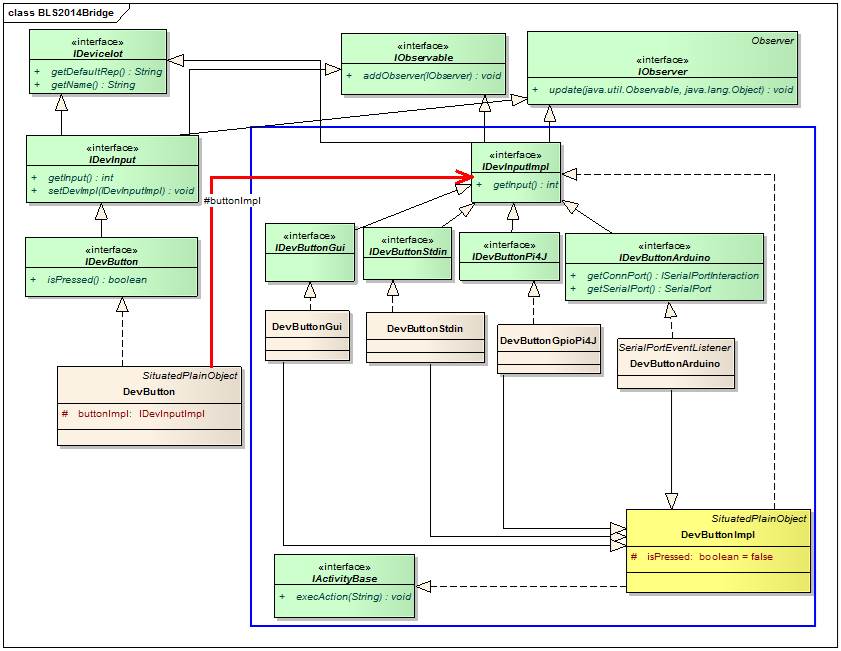 class BLS2014Bridge
«interface»
IDeviceIot
+ getDefaultRep() : String
+ getName() : String
«interface»
IObservable
+ addObserver(IObserver) : void
Observer
«interface»
IObserver
+ update(java.util.Observable, java.lang.Object) : void
«interface»
IDevInput
+ getInput() : int
+ setDevImpl(IDevInputImpl) : void
«interface»
IDevInputImpl
+ getInput() : int
#buttonImpl
«interface»
IDevButton
+ isPressed() : boolean
«interface»
IDevButtonGui
«interface»
IDevButtonStdin
«interface»
IDevButtonPi4J
«interface»
IDevButtonArduino
+ getConnPort() : ISerialPortInteraction
+ getSerialPort() : SerialPort
DevButtonGui
DevButtonStdin
DevButtonGpioPi4J
SerialPortEventListener
DevButtonArduino
SituatedPlainObject
DevButton
# buttonImpl: IDevInputImpl
SituatedPlainObject
DevButtonImpl
# isPressed: boolean = false
«interface»
IActivityBase
+ execAction(String) : void